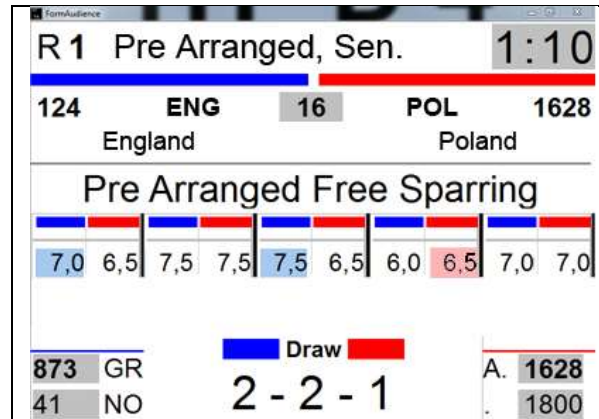 FormAudience
R 1 Pre Arranged, Sen. 1:10
124 ENG 16 POL 1628
England Poland
Pre Arranged Free Sparring
7,0 6,5 7,5 7,5 7,5 6,5 6,0 6,5 7,0 7,0
Draw
873 GR A. 1628
2 - 2 - 1
41 NO . 1800